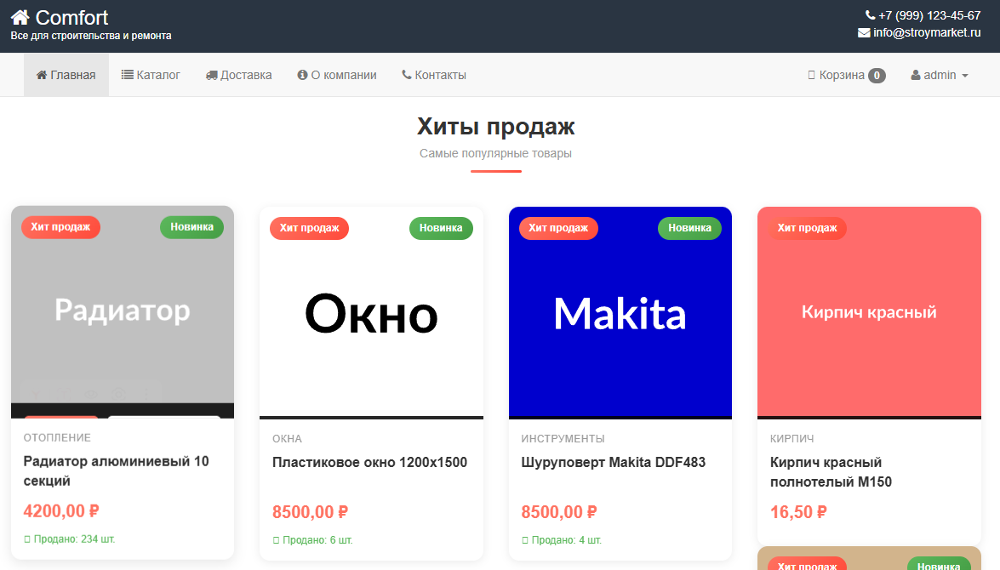 Comfort
Все для строительства и ремонта
+7 (999) 123-45-67
info@stroymarket.ru
Главная
Каталог
Доставка
О компании
Контакты
Корзина 0
admin
Хиты продаж
Самые популярные товары
Хит продаж
Новинка
Радиатор
ОТОПЛЕНИЕ
Радиатор алюминиевый 10
секций
4200,00 ₽
Продано: 234 шт.
Хит продаж
Новинка
Окно
ОКНА
Пластиковое окно 1200x1500
8500,00 ₽
Продано: 6 шт.
Хит продаж
Новинка
Makita
ИНСТРУМЕНТЫ
Шуруповерт Makita DDF483
8500,00 ₽
Продано: 4 шт.
Хит продаж
Кирпич красный
КИРПИЧ
Кирпич красный
полнотелый М150
16,50 ₽
Хит продаж
Новинка